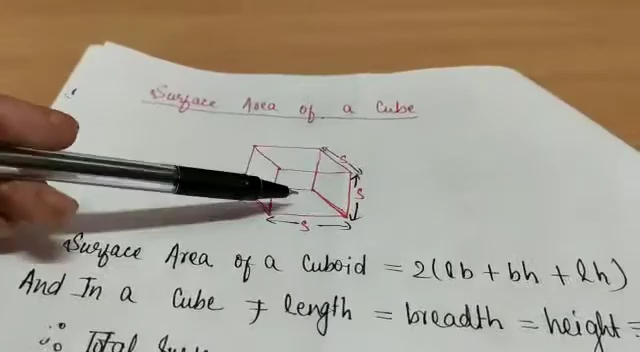 Surface Area of a Cube
s
s
s
Surface Area of a Cuboid = 2(lb + bh + lh)
And In a Cube ⇒ length = breadth = height =
∴ Total